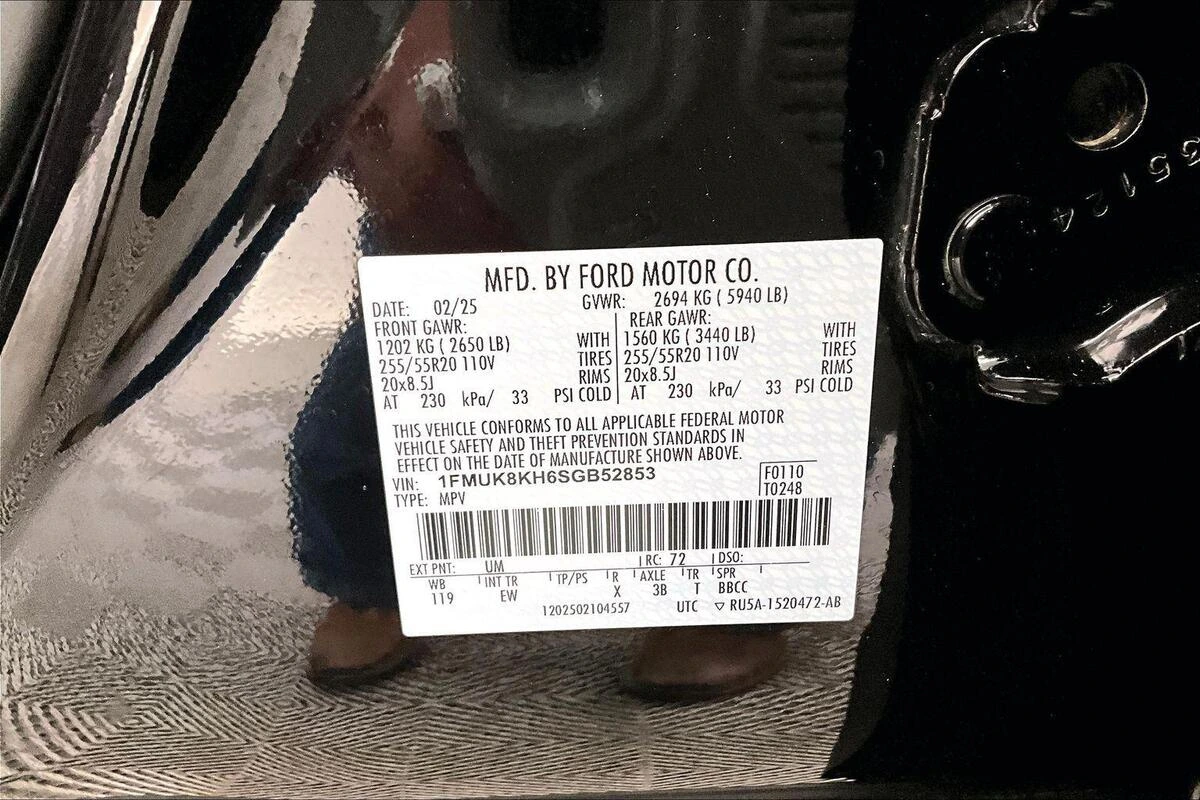 MFD. BY FORD MOTOR CO.
DATE: 02/25 GVWR: 2694 KG ( 5940 LB)
FRONT GAWR: REAR GAWR:
1202 KG ( 2650 LB) WITH 1560 KG ( 3440 LB) WITH
255/55R20 110V TIRES 255/55R20 110V TIRES
20x8.5J RIMS 20x8.5J RIMS
AT 230 kPa/ 33 PSI COLD AT 230 kPa/ 33 PSI COLD
THIS VEHICLE CONFORMS TO ALL APPLICABLE FEDERAL MOTOR
VEHICLE SAFETY AND THEFT PREVENTION STANDARDS IN
EFFECT ON THE DATE OF MANUFACTURE SHOWN ABOVE.
VIN: 1FMUK8KH6SGB52853 F0110
TYPE: MPV T0248
EXT PNT: UM RC: 72 DSO:
WB INT TR TP/PS R AXLE TR SPR
119 EW X 3B T BBCC
1202502104557 UTC ▽ RU5A-1520472-AB